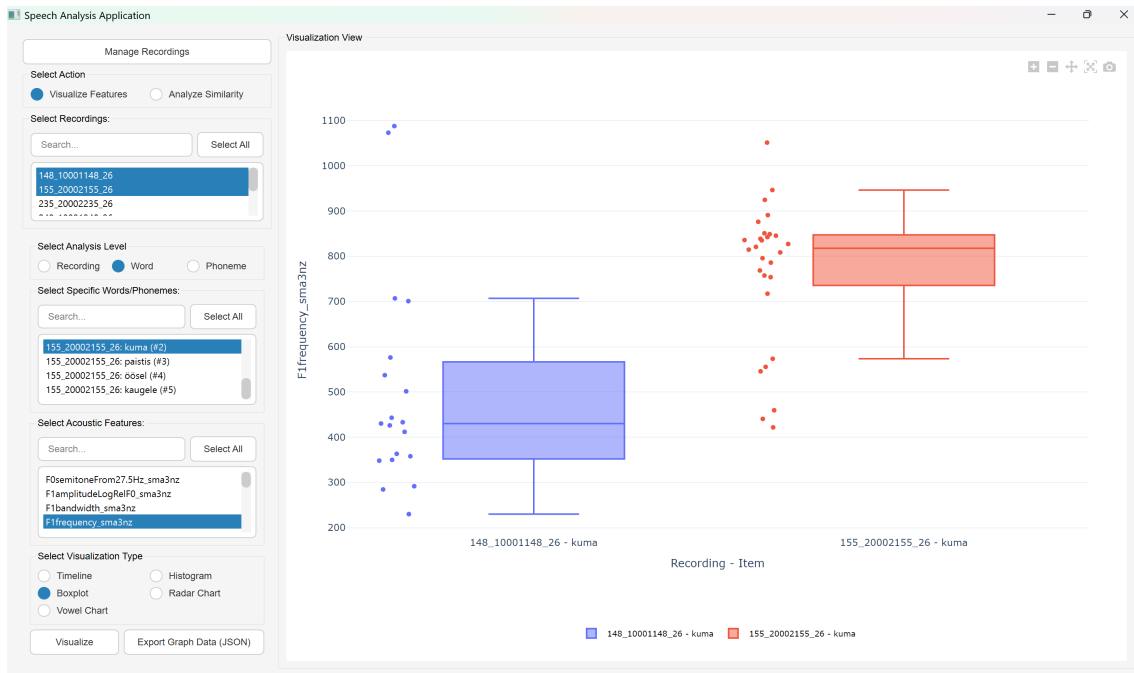 Speech Analysis Application
Manage Recordings
Select Action
Visualize Features
Analyze Similarity
Select Recordings:
Search...
Select All
148_10001148_26
155_20002155_26
235_20002235_26
Select Analysis Level
Recording
Word
Phoneme
Select Specific Words/Phonemes:
Search...
Select All
155_20002155_26: kuma (#2)
155_20002155_26: paistis (#3)
155_20002155_26: öösel (#4)
155_20002155_26: kaugele (#5)
Select Acoustic Features:
Search...
Select All
F0semitoneFrom27.5Hz_sma3nz
F1amplitudeLogRelF0_sma3nz
F1bandwidth_sma3nz
F1frequency_sma3nz
Select Visualization Type
Timeline
Histogram
Boxplot
Radar Chart
Vowel Chart
Visualize
Export Graph Data (JSON)
Visualization View
F1frequency_sma3nz
1100
1000
900
800
700
600
500
400
300
200
148_10001148_26 - kuma
155_20002155_26 - kuma
Recording - Item
148_10001148_26 - kuma
155_20002155_26 - kuma